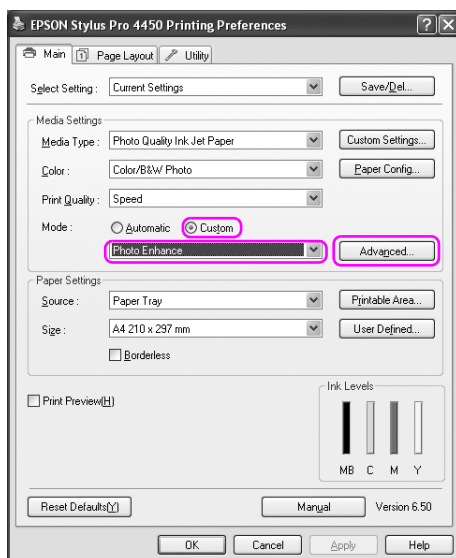 EPSON Stylus Pro 4450 Printing Preferences
Main Page Layout Utility
Select Setting : Current Settings Save/Del...
Media Settings
Media Type : Photo Quality Ink Jet Paper Custom Settings...
Color : Color/B&W Photo Paper Config...
Print Quality : Speed
Mode : Automatic Custom
Photo Enhance Advanced...
Paper Settings
Source : Paper Tray Printable Area...
Size : A4 210 x 297 mm User Defined...
Borderless
Print Preview(H)
Ink Levels
MB C M Y
Reset Defaults(Y) Manual Version 6.50
OK Cancel Apply Help